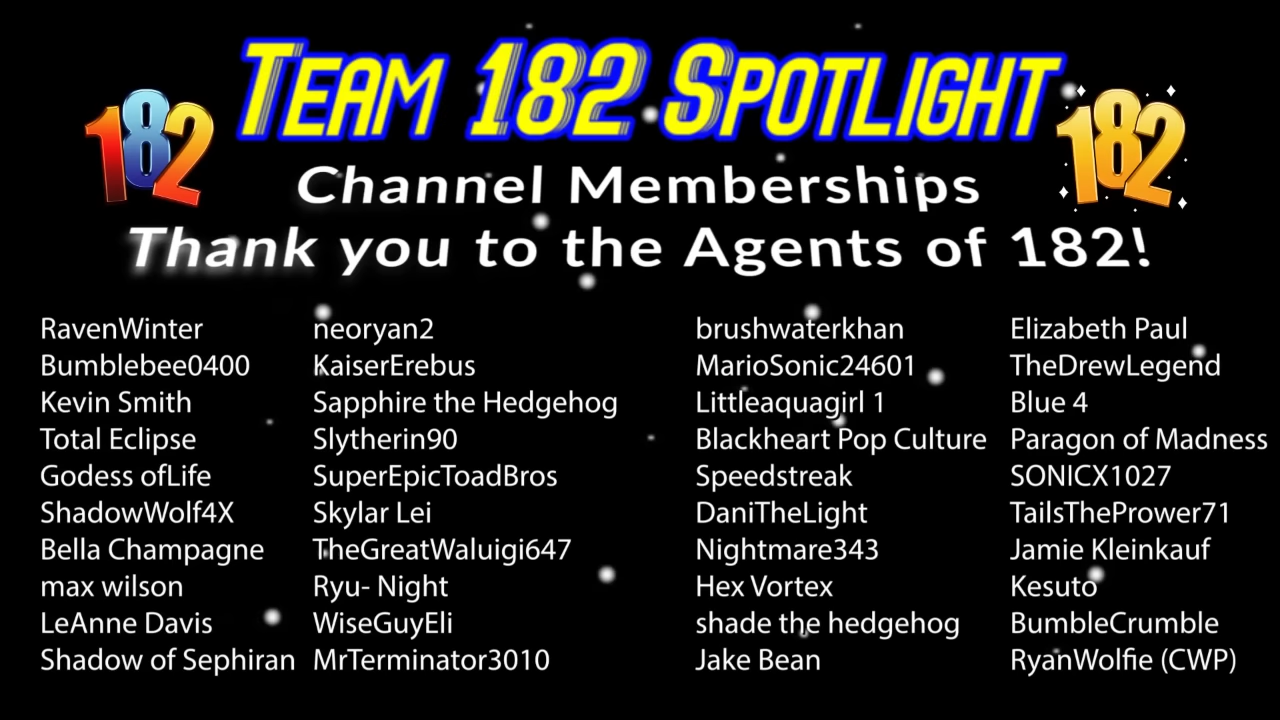 Team 182 Spotlight
182
182
Channel Memberships
Thank you to the Agents of 182!
RavenWinter
Bumblebee0400
Kevin Smith
Total Eclipse
Godess ofLife
ShadowWolf4X
Bella Champagne
max wilson
LeAnne Davis
Shadow of Sephiran
neoryan2
KaiserErebus
Sapphire the Hedgehog
Slytherin90
SuperEpicToadBros
Skylar Lei
TheGreatWaluigi647
Ryu- Night
WiseGuyEli
MrTerminator3010
brushwaterkhan
MarioSonic24601
Littleaquagirl 1
Blackheart Pop Culture
Speedstreak
DaniTheLight
Nightmare343
Hex Vortex
shade the hedgehog
Jake Bean
Elizabeth Paul
TheDrewLegend
Blue 4
Paragon of Madness
SONICX1027
TailsThePrower71
Jamie Kleinkauf
Kesuto
BumbleCrumble
RyanWolfie (CWP)